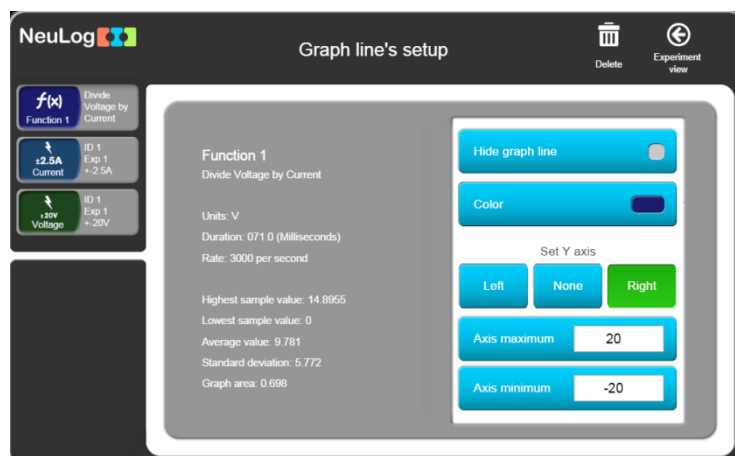 NeuLog
Graph line's setup
Delete
Experiment
view
f(x)
Function 1
Divide
Voltage by
Current
±2.5A
Current
ID 1
Exp 1
+-2.5A
±20V
Voltage
ID 1
Exp 1
+-20V
Function 1
Divide Voltage by Current
Units: V
Duration: 071.0 (Milliseconds)
Rate: 3000 per second
Highest sample value: 14.8955
Lowest sample value: 0
Average value: 9.781
Standard deviation: 5.772
Graph area: 0.698
Hide graph line
Color
Set Y axis
Left None Right
Axis maximum 20
Axis minimum -20